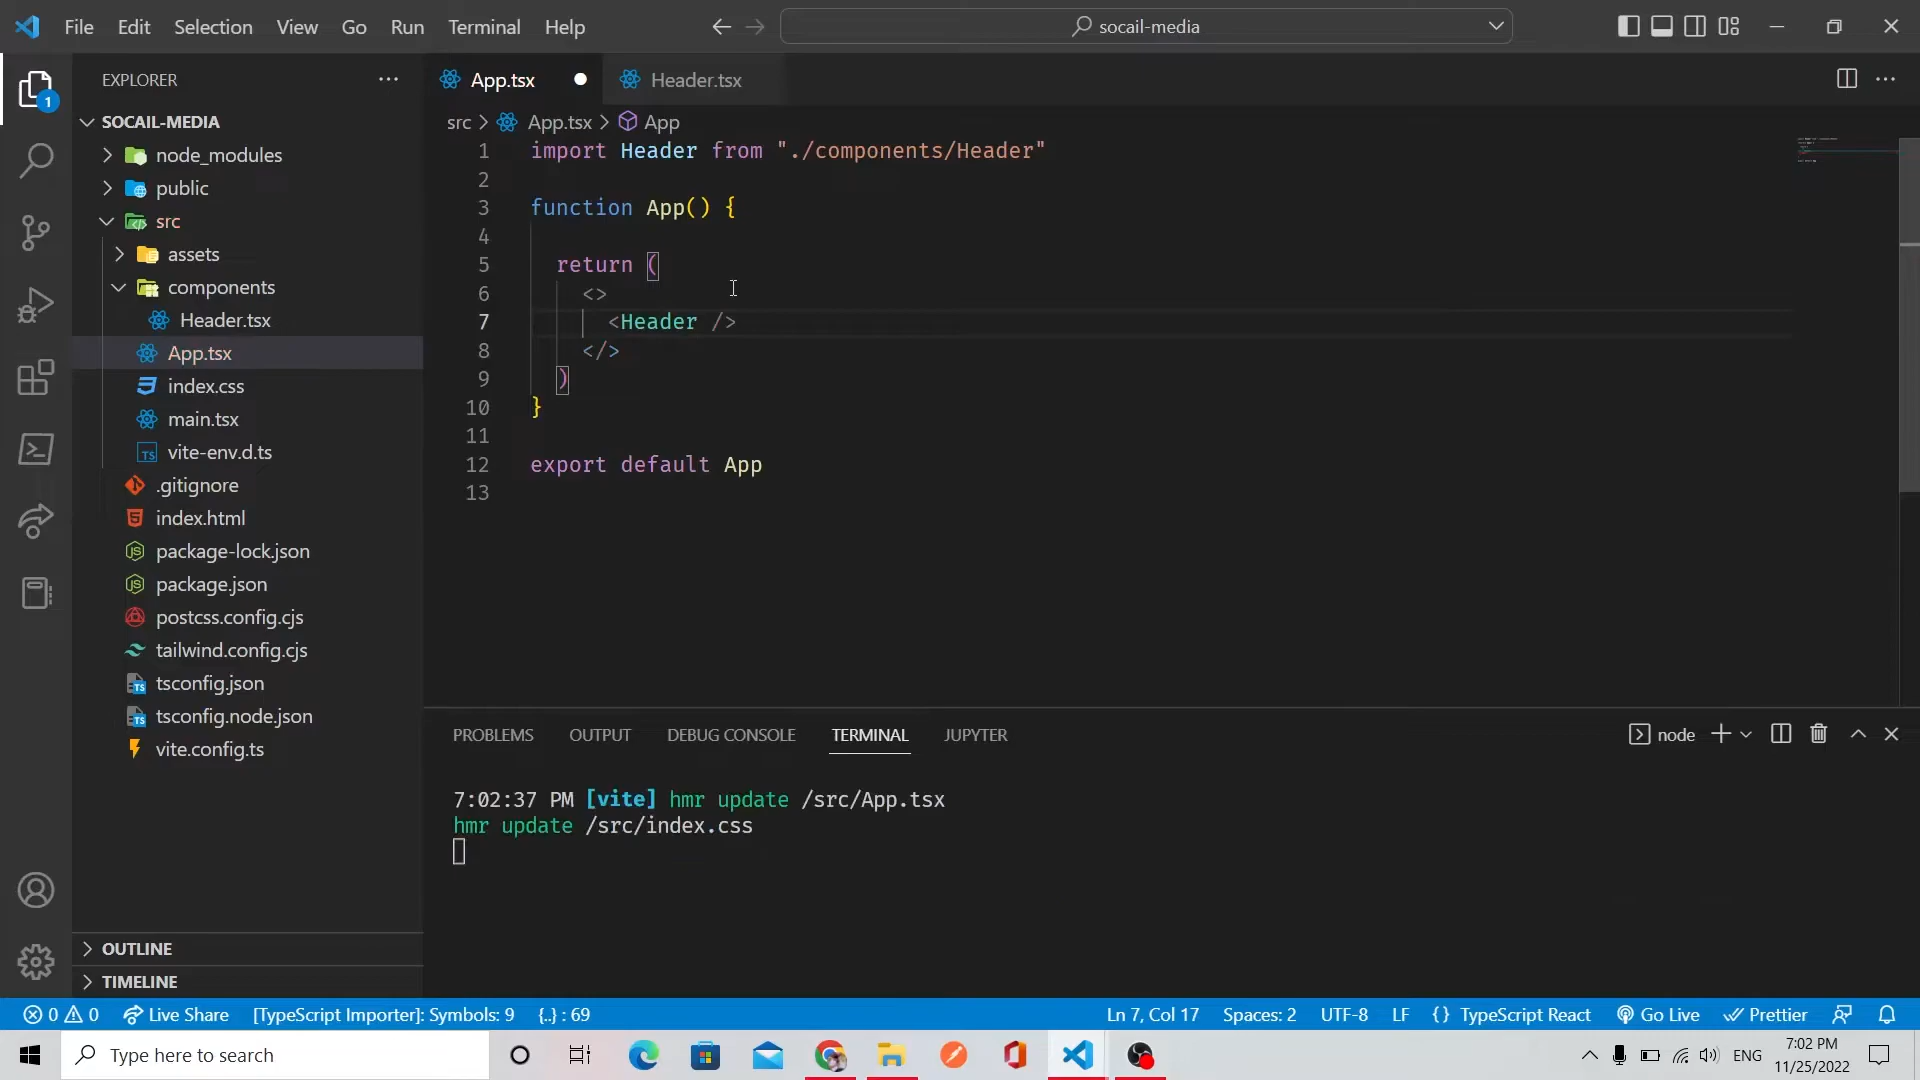 File Edit Selection View Go Run Terminal Help
socail-media
EXPLORER
App.tsx
Header.tsx
SOCAIL-MEDIA
node_modules
public
src
assets
components
Header.tsx
App.tsx
index.css
main.tsx
TS vite-env.d.ts
.gitignore
index.html
package-lock.json
package.json
postcss.config.cjs
tailwind.config.cjs
tsconfig.json
tsconfig.node.json
vite.config.ts
OUTLINE
TIMELINE
1
src > App.tsx > App
1 import Header from "./components/Header"
2
3 function App() {
4
5 return (
6 <>
7 <Header />
8 </>
9 )
10 }
11
12 export default App
13
PROBLEMS OUTPUT DEBUG CONSOLE TERMINAL JUPYTER
node
7:02:37 PM [vite] hmr update /src/App.tsx
hmr update /src/index.css
0 0 Live Share [TypeScript Importer]: Symbols: 9 {..} : 69
Ln 7, Col 17 Spaces: 2 UTF-8 LF {} TypeScript React Go Live Prettier
Type here to search
ENG
7:02 PM
11/25/2022